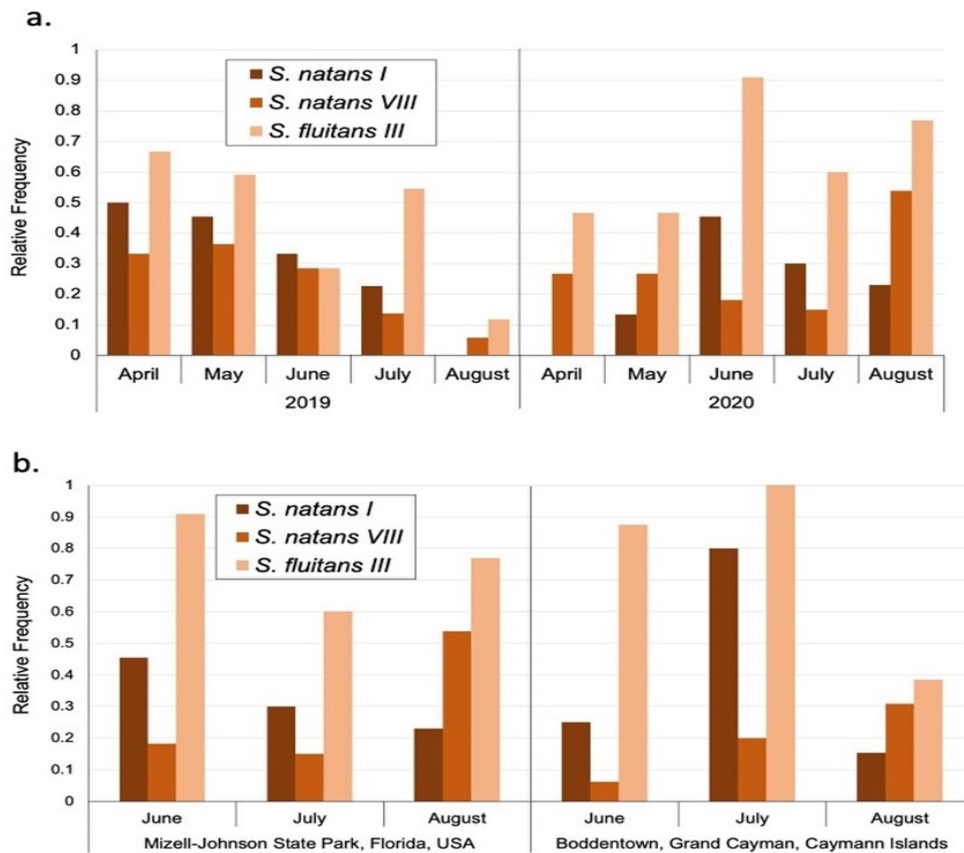 a.
1
0.9
0.8
0.7
0.6
0.5
0.4
0.3
0.2
0.1
0
Relative Frequency
S. natans I
S. natans VIII
S. fluitans III
April May June July August April May June July August
2019 2020
b.
1
0.9
0.8
0.7
0.6
0.5
0.4
0.3
0.2
0.1
0
Relative Frequency
S. natans I
S. natans VIII
S. fluitans III
June July August June July August
Mizell-Johnson State Park, Florida, USA Boddentown, Grand Cayman, Caymann Islands